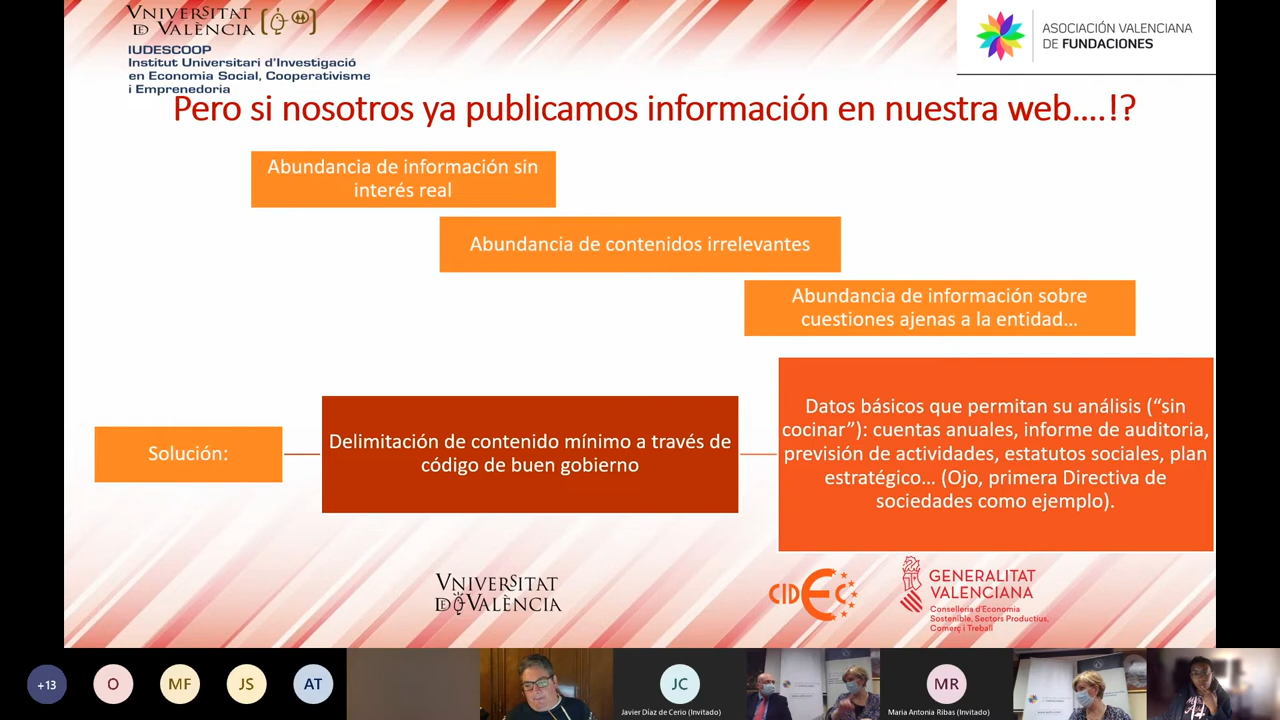 VNIVERSITAT
DE VALÈNCIA
IUDESCOOP
Institut Universitari d'Investigació
en Economia Social, Cooperativisme
i Emprenedoria
ASOCIACIÓN VALENCIANA
DE FUNDACIONES
Pero si nosotros ya publicamos información en nuestra web....!?
Abundancia de información sin
interés real
Abundancia de contenidos irrelevantes
Abundancia de información sobre
cuestiones ajenas a la entidad...
Solución:
Delimitación de contenido mínimo a través de
código de buen gobierno
Datos básicos que permitan su análisis (“sin
cocinar”): cuentas anuales, informe de auditoria,
previsión de actividades, estatutos sociales, plan
estratégico... (Ojo, primera Directiva de
sociedades como ejemplo).
VNIVERSITAT
DE VALÈNCIA
CIDEC
GENERALITAT
VALENCIANA
Conselleria d'Economia
Sostenible, Sectors Productius,
Comerç i Treball
+13
O
MF
JS
AT
JC
Javier Díaz de Cerio (Invitado)
MR
Maria Antonia Ribas (Invitado)